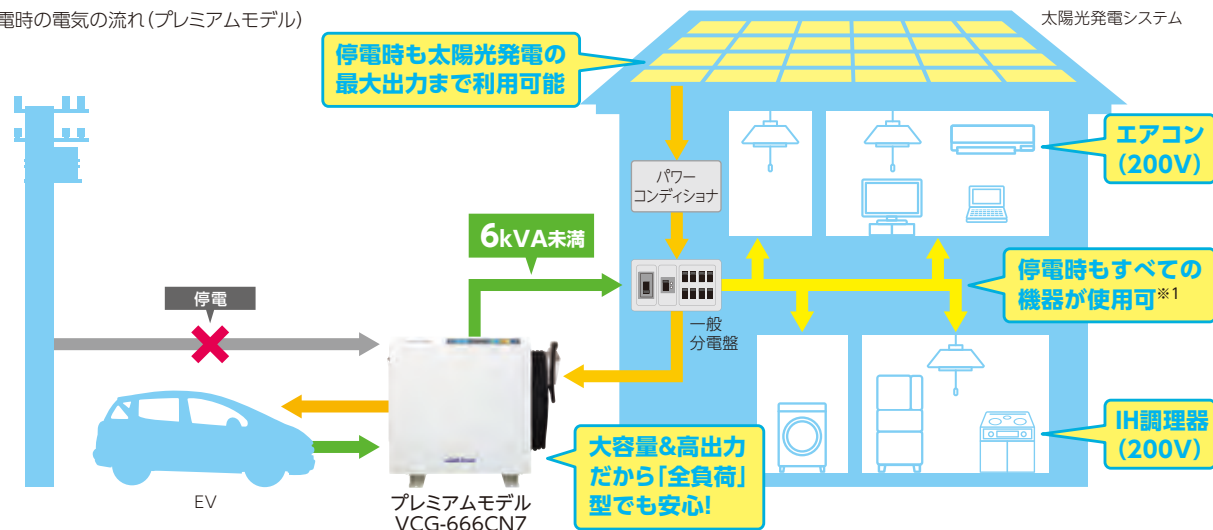 電時の電気の流れ(プレミアムモデル)
太陽光発電システム
停電時も太陽光発電の
最大出力まで利用可能
エアコン
(200V)
パワー
コンディショナ
6kVA未満
停電時もすべての
機器が使用可※1
停電
一般
分電盤
IH調理器
(200V)
大容量&高出力
だから「全負荷」
型でも安心!
EV
プレミアムモデル
VCG-666CN7